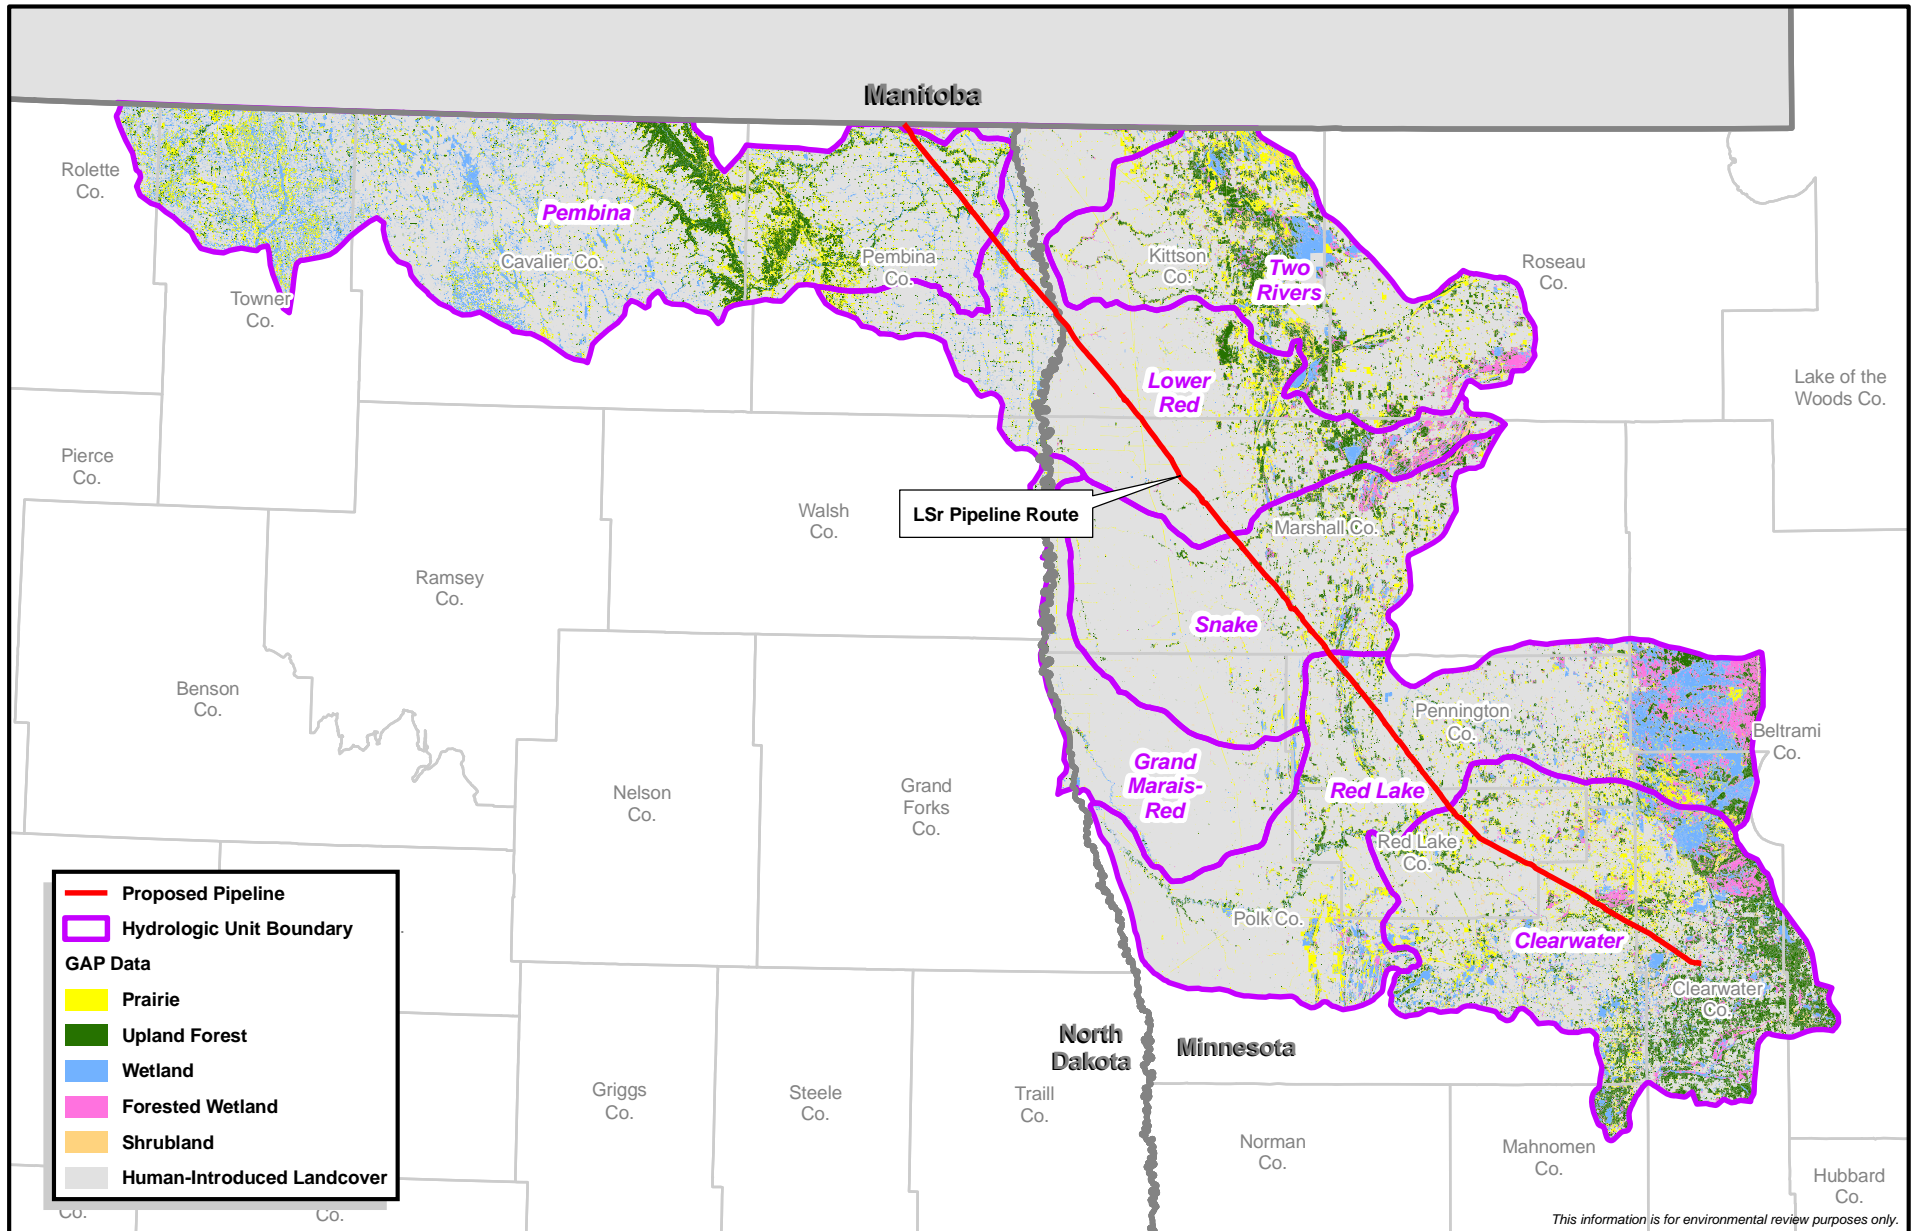 Manitoba
Rolette
Co.
Pembina
Cavalier Co.
Pembina
Co.
Towner
Co.
Kittson
Co.
Two
Rivers
Roseau
Co.
Lower
Red
Lake of the
Woods Co.
Pierce
Co.
Walsh
Co.
LSr Pipeline Route
Marshall Co.
Ramsey
Co.
Snake
Benson
Co.
Pennington
Co.
Beltrami
Co.
Nelson
Co.
Grand
Forks
Co.
Grand
Marais-
Red
Red Lake
Red Lake
Co.
Polk Co.
Clearwater
Clearwater
Co.
North
Dakota
Minnesota
Griggs
Co.
Steele
Co.
Traill
Co.
Norman
Co.
Mahnomen
Co.
Hubbard
Co.
Proposed Pipeline
Hydrologic Unit Boundary
GAP Data
Prairie
Upland Forest
Wetland
Forested Wetland
Shrubland
Human-Introduced Landcover
Co.
Co.
This information is for environmental review purposes only.